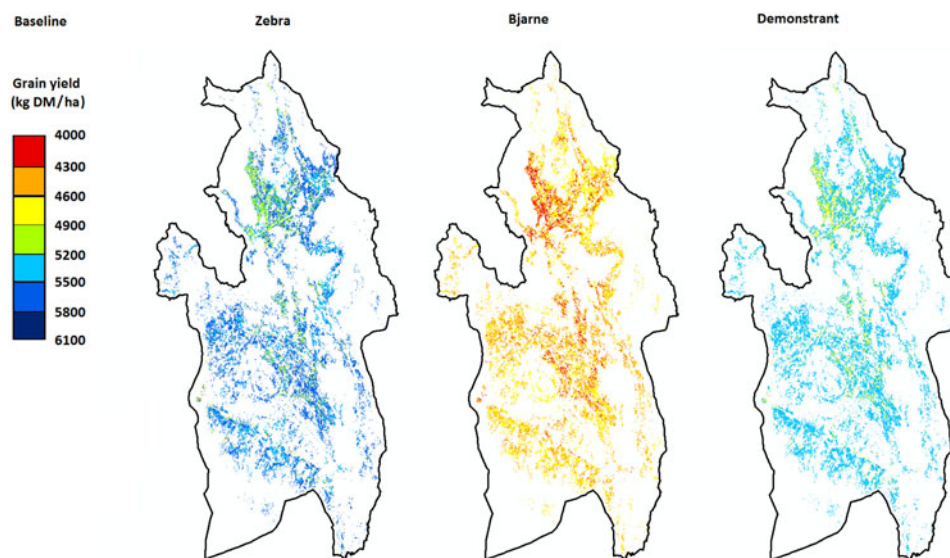 Baseline
Zebra
Bjarne
Demonstrant
Grain yield
(kg DM/ha)
4000
4300
4600
4900
5200
5500
5800
6100